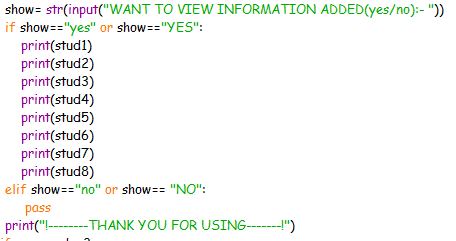 show= str(input("WANT TO VIEW INFORMATION ADDED(yes/no):- "))
if show=="yes" or show=="YES":
print(stud1)
print(stud2)
print(stud3)
print(stud4)
print(stud5)
print(stud6)
print(stud7)
print(stud8)
elif show=="no" or show== "NO":
pass
print("!--------THANK YOU FOR USING-------!")